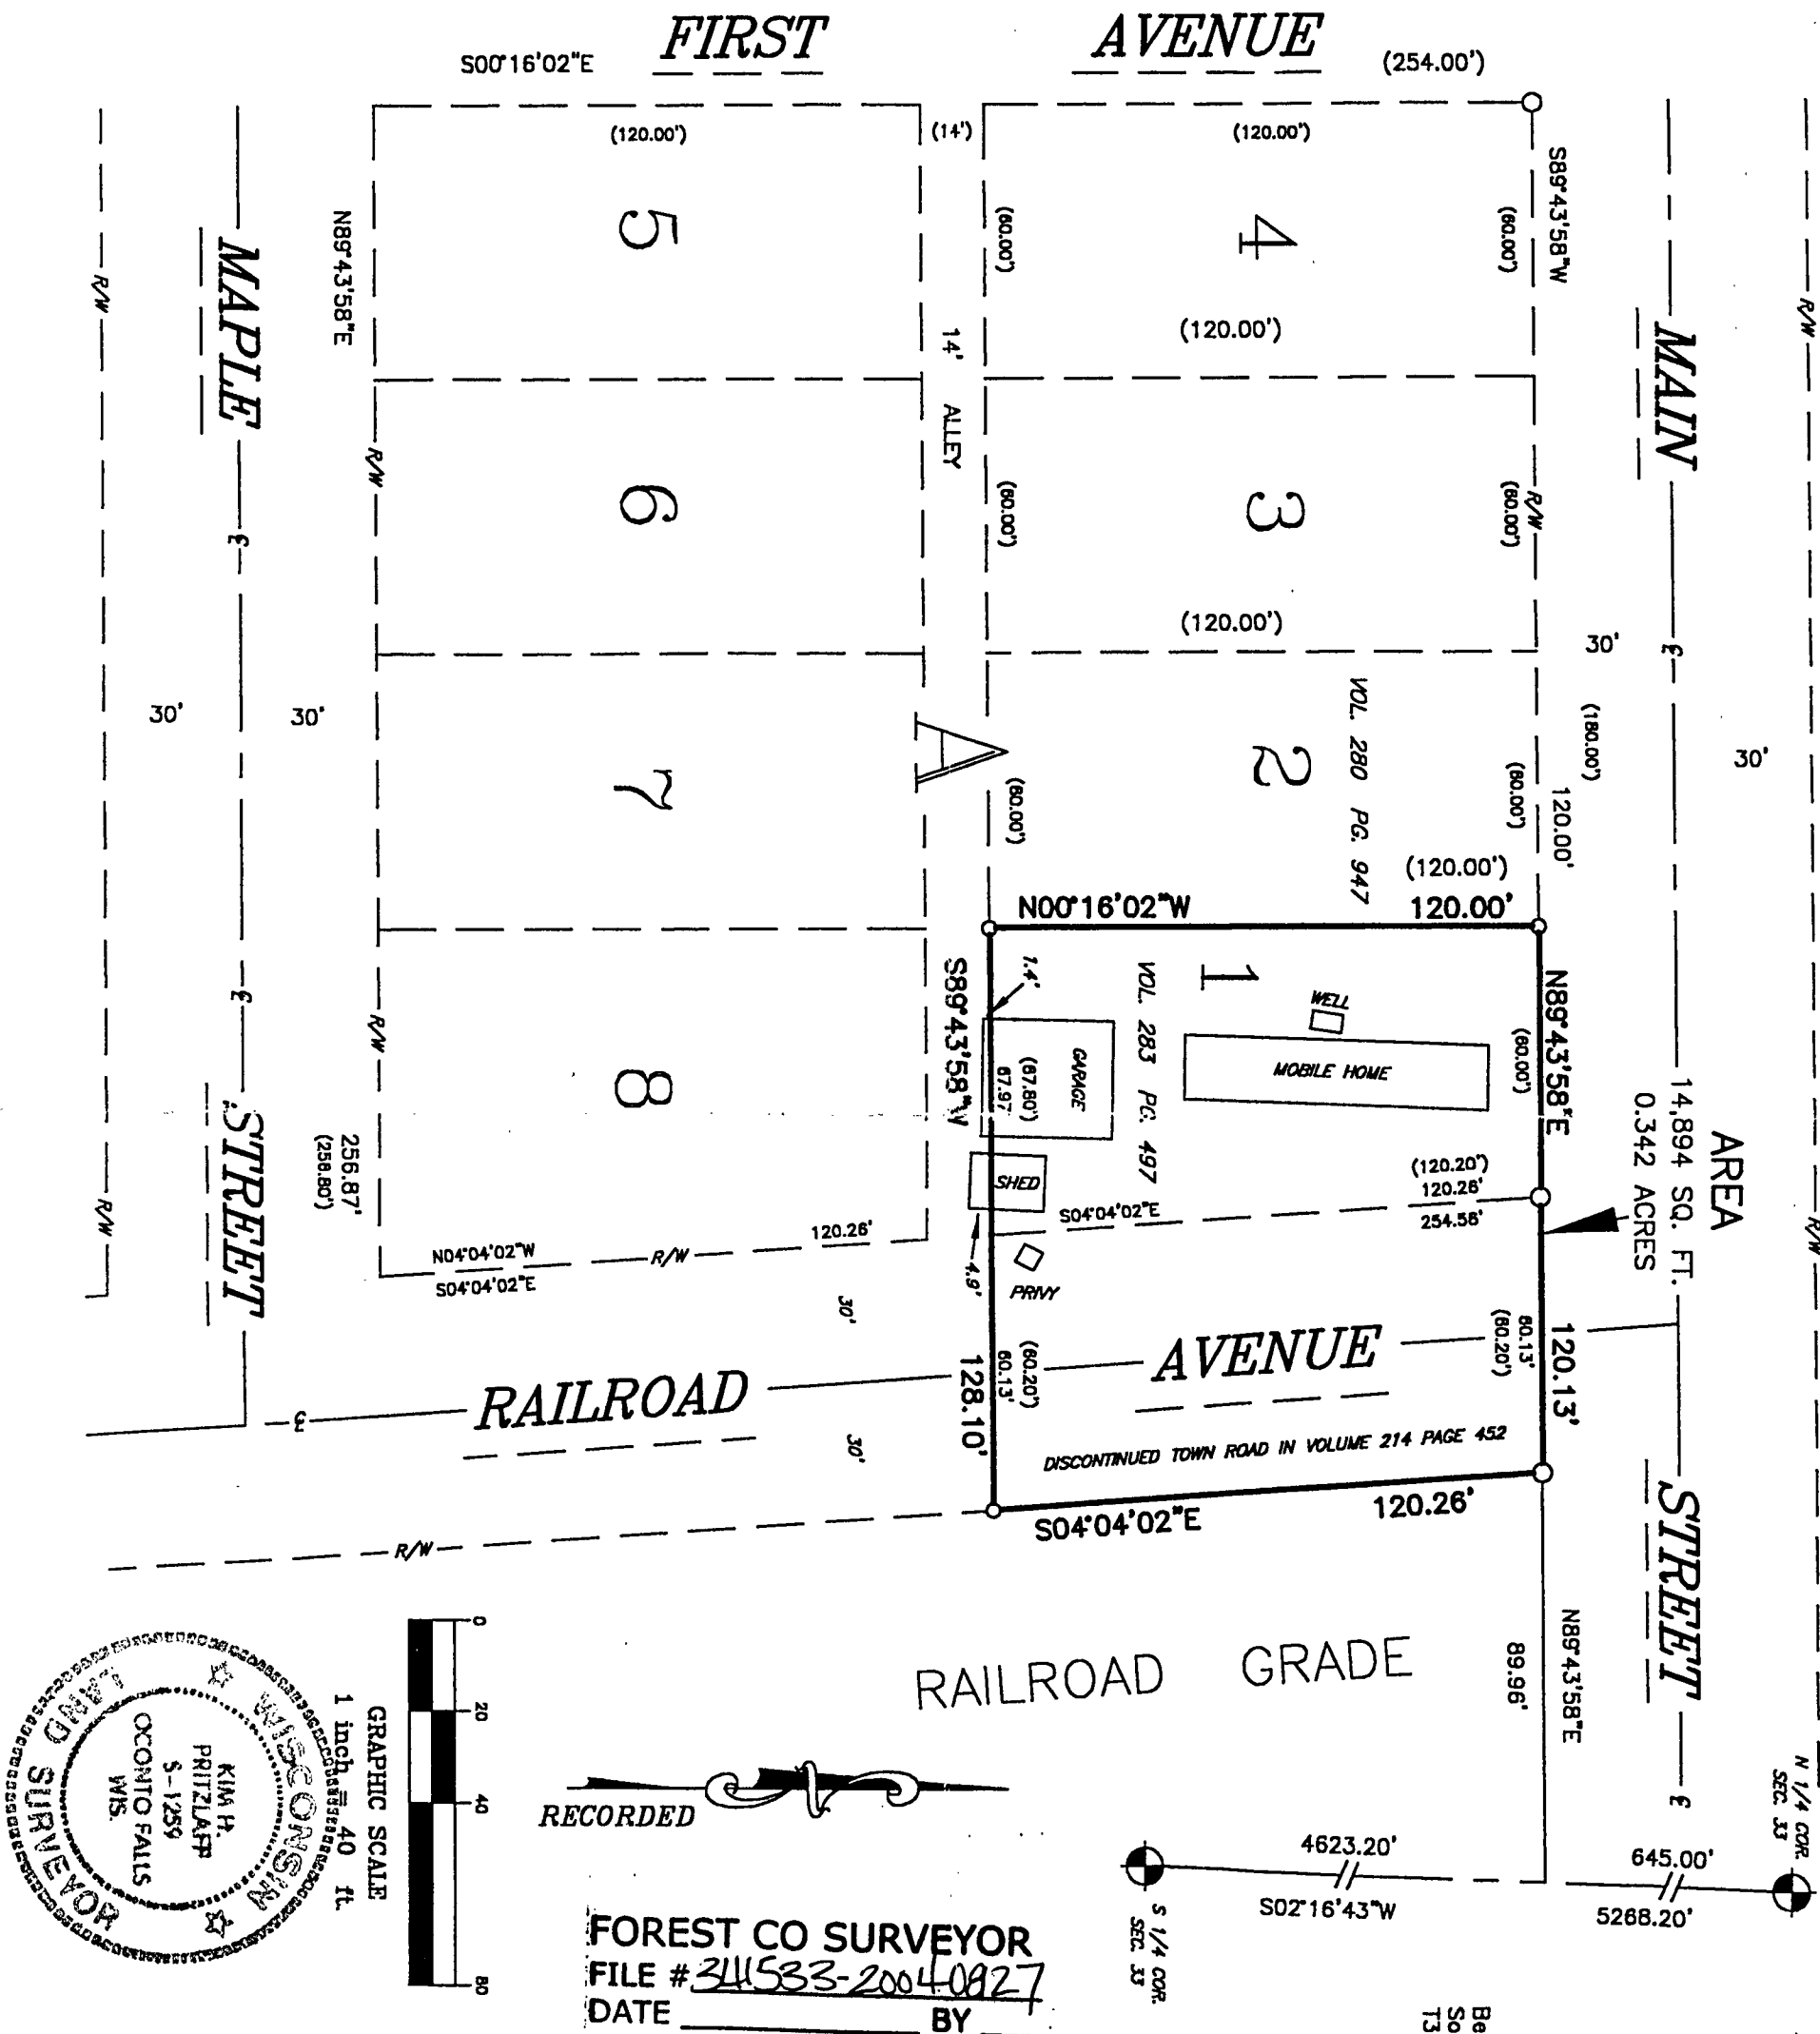 FIRST AVENUE
S00°16'02"E
(254.00')
(120.00')
(14')
(120.00')
S89°43'58"W
R/W
5
4
(60.00')
(60.00')
N89°43'58"E
MAPLE
MAIN
R/W
(120.00')
14' ALLEY
R/W
6
3
(60.00')
(60.00')
R/W
(120.00')
30'
(180.00')
30'
30'
30'
VOL. 280 PG. 947
7
A
2
(60.00')
(60.00')
120.00'
(120.00')
N00°16'02"W
120.00'
S89°43'58"W
1.4'
1
VOL. 283 PG. 497
WELL
MOBILE HOME
GARAGE
(67.80')
67.97
N89°43'58"E
(60.00')
AREA
14,894 SQ. FT.
0.342 ACRES
R/W
8
SHED
(120.20')
120.26'
S04°04'02"E
254.56'
R/W
R/W
STREET
256.87'
(256.80')
120.26'
N04°04'02"W
R/W
S04°04'02"E
4.9'
PRIVY
30'
30'
RAILROAD AVENUE
(60.20')
60.13'
128.10'
60.13'
(60.20')
120.13'
DISCONTINUED TOWN ROAD IN VOLUME 214 PAGE 452
S04°04'02"E
120.26'
STREET
R/W
RAILROAD GRADE
89.96'
N89°43'58"E
N 1/4 COR.
SEC. 33
4623.20'
S02°16'43"W
645.00'
5268.20'
S 1/4 COR.
SEC. 33
0 20 40 80
GRAPHIC SCALE
1 inch = 40 ft.
WISCONSIN
LAND SURVEYOR
KIM H.
PRITZLAFF
S-1259
OCONTO FALLS
WIS.
RECORDED
FOREST CO SURVEYOR
FILE # 341533-20040827
DATE BY
Be
So
T3